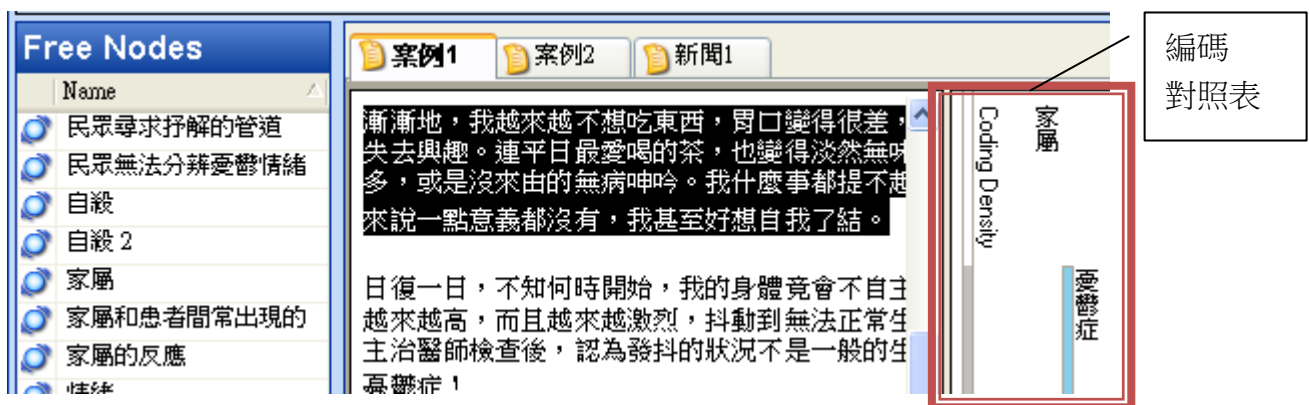 Free Nodes
Name
民眾尋求抒解的管道
民眾無法分辨憂鬱情緒
自殺
自殺 2
家屬
家屬和患者間常出現的
家屬的反應
情緒
案例1
案例2
新聞1
漸漸地，我越來越不想吃東西，胃口變得很差，
失去興趣。連平日最愛喝的茶，也變得淡然無味
多，或是沒來由的無病呻吟。我什麼事都提不起
來說一點意義都沒有，我甚至好想自我了結。
日復一日，不知何時開始，我的身體竟會不自主
越來越高，而且越來越激烈，抖動到無法正常生
主治醫師檢查後，認為發抖的狀況不是一般的生
憂鬱症！
Coding Density
家屬
憂鬱症
編碼
對照表